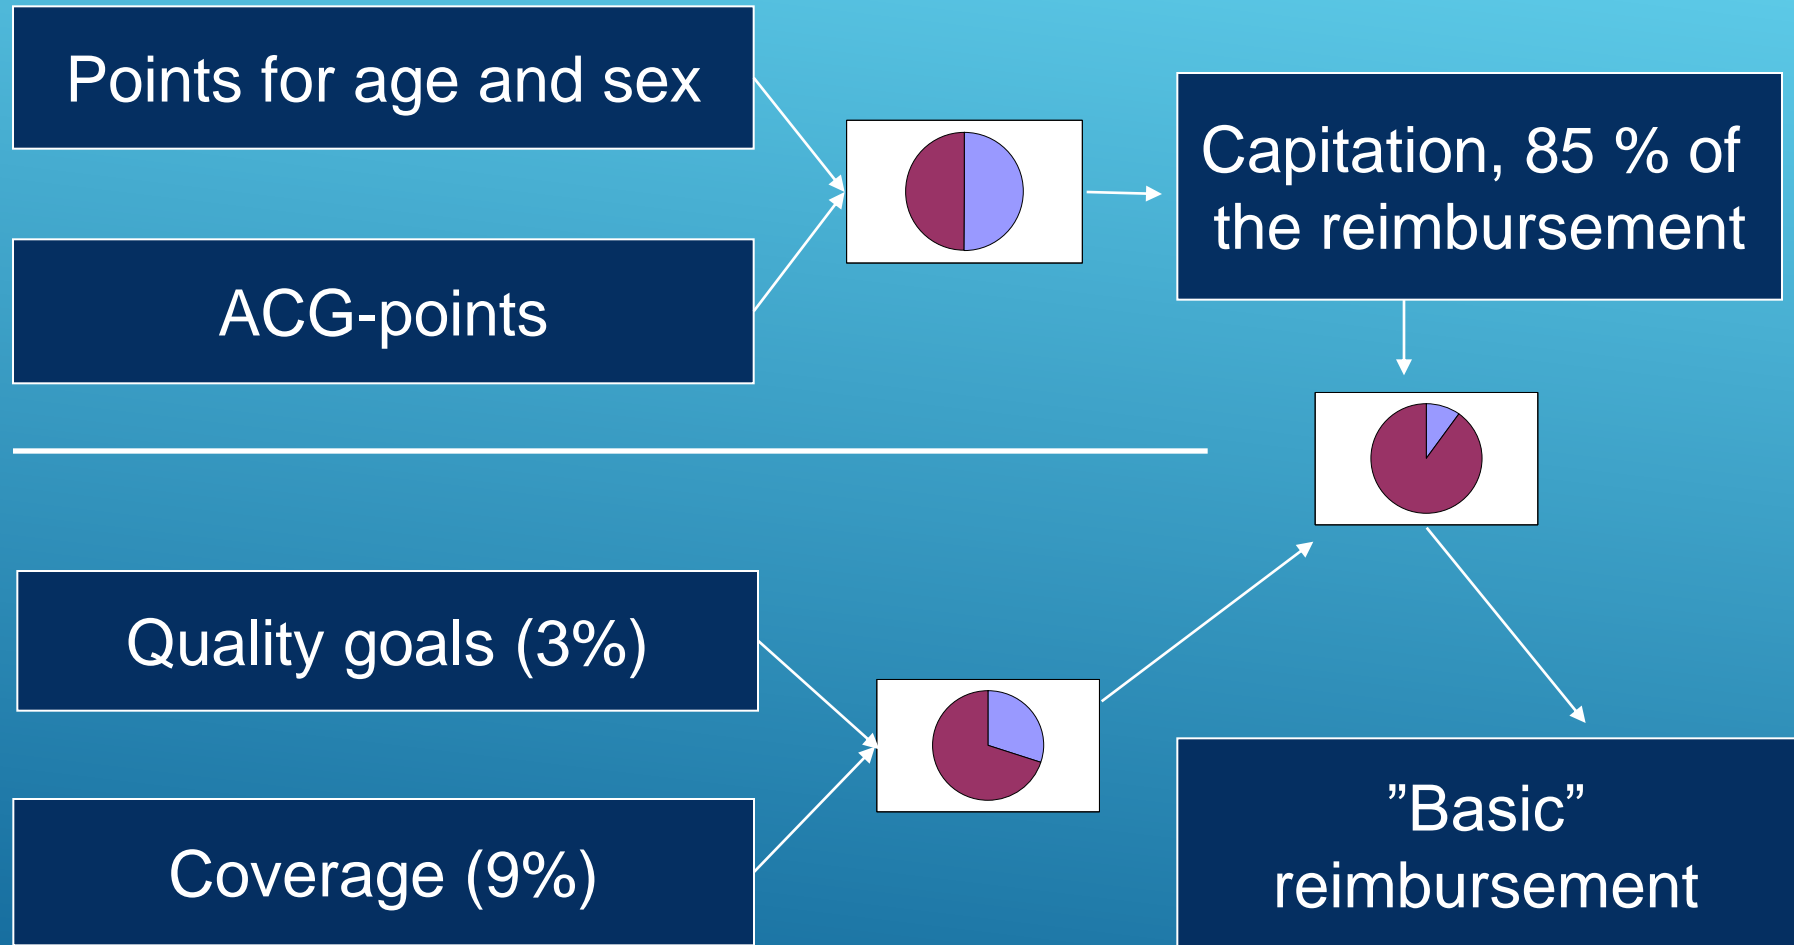 Points for age and sex
ACG-points
Capitation, 85 % of
the reimbursement
Quality goals (3%)
Coverage (9%)
”Basic”
reimbursement